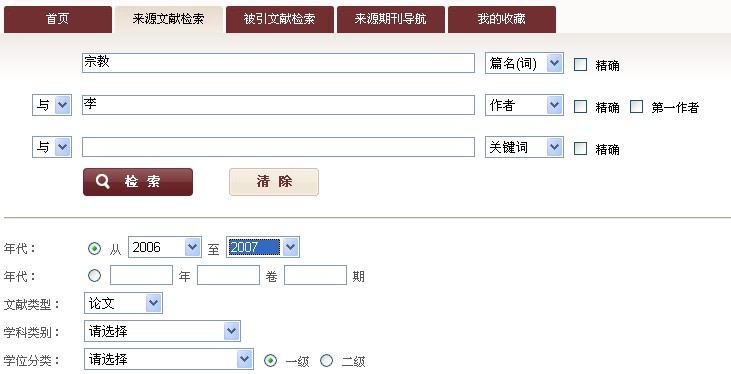 首页 来源文献检索 被引文献检索 来源期刊导航 我的收藏
宗教 篇名(词) 精确
与 李 作者 精确 第一作者
与 关键词 精确
检 索 清 除
年代： 从 2006 至 2007
年代： 年 卷 期
文献类型： 论文
学科类别： 请选择
学位分类： 请选择 一级 二级